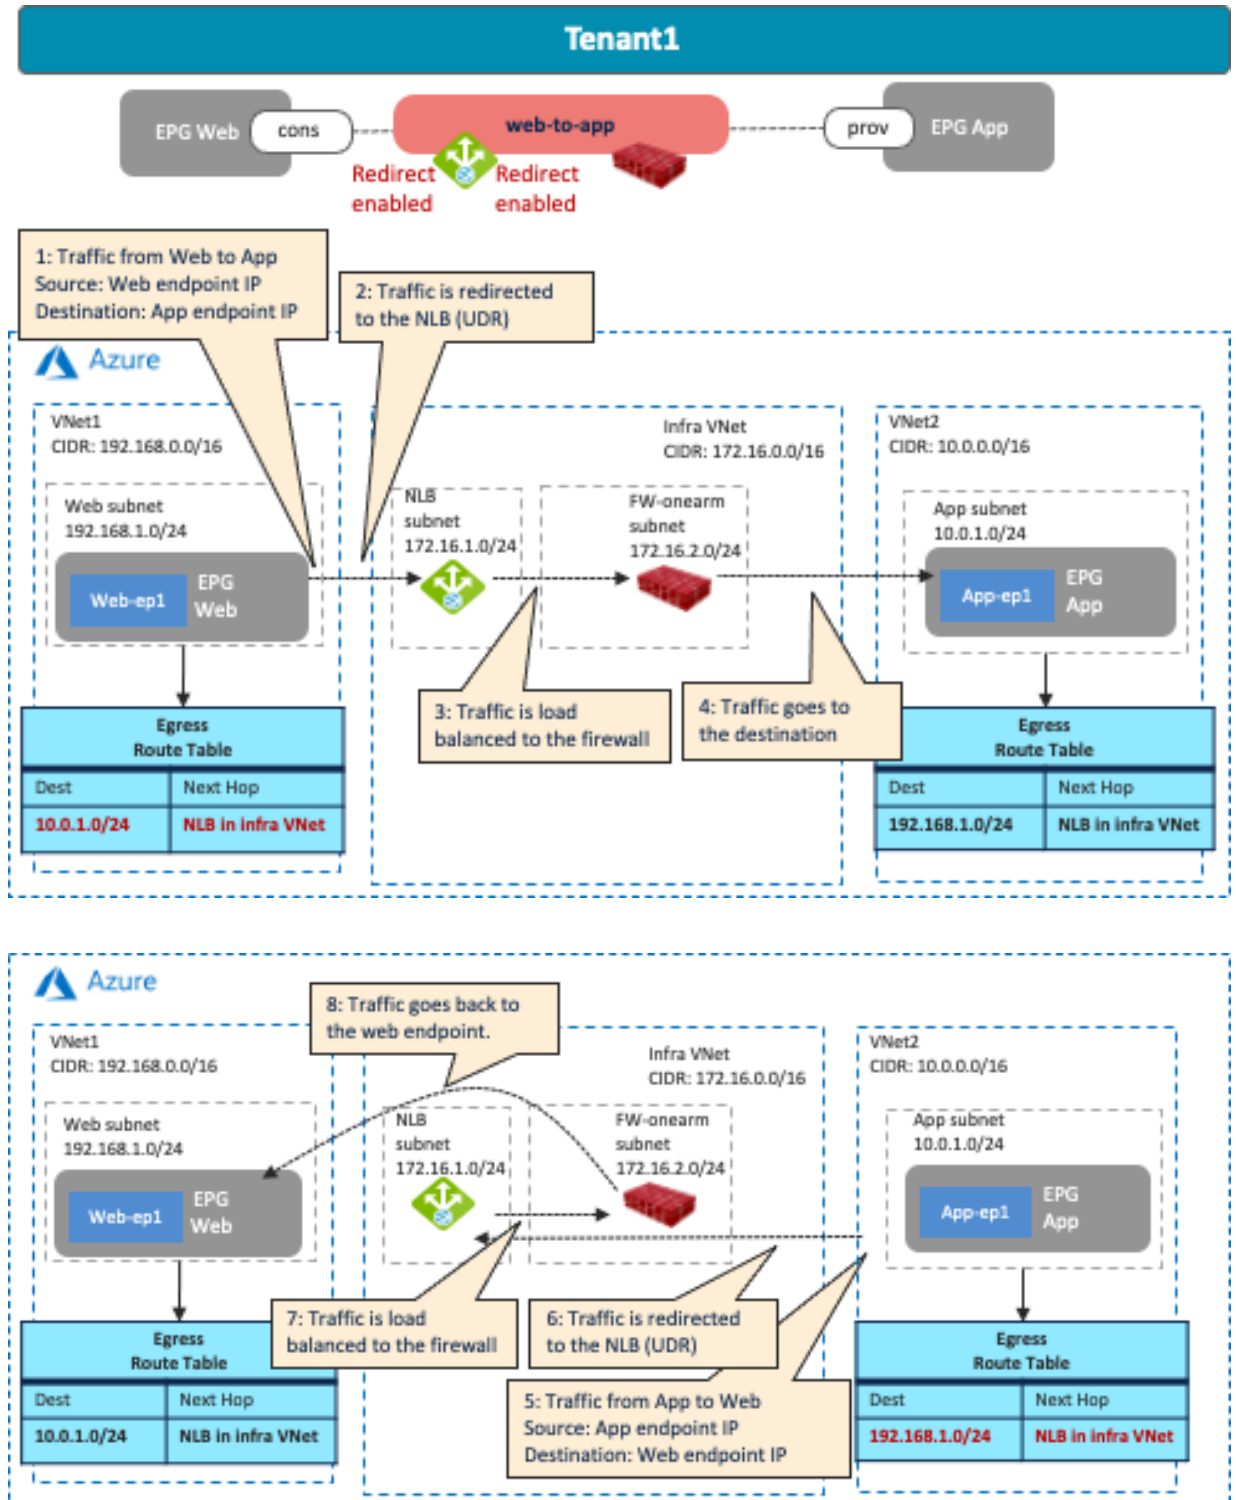 Tenant1
EPG Web
cons
web-to-app
prov
EPG App
Redirect
enabled
Redirect
enabled
1: Traffic from Web to App
Source: Web endpoint IP
Destination: App endpoint IP
2: Traffic is redirected
to the NLB (UDR)
Azure
VNet1
CIDR: 192.168.0.0/16
Infra VNet
CIDR: 172.16.0.0/16
VNet2
CIDR: 10.0.0.0/16
Web subnet
192.168.1.0/24
NLB
subnet
172.16.1.0/24
FW-onearm
subnet
172.16.2.0/24
App subnet
10.0.1.0/24
Web-ep1
EPG
Web
App-ep1
EPG
App
3: Traffic is load
balanced to the firewall
4: Traffic goes to
the destination
Egress
Route Table
Dest
Next Hop
10.0.1.0/24
NLB in infra VNet
Egress
Route Table
Dest
Next Hop
192.168.1.0/24
NLB in infra VNet
Azure
8: Traffic goes back to
the web endpoint.
VNet1
CIDR: 192.168.0.0/16
Infra VNet
CIDR: 172.16.0.0/16
VNet2
CIDR: 10.0.0.0/16
Web subnet
192.168.1.0/24
NLB
subnet
172.16.1.0/24
FW-onearm
subnet
172.16.2.0/24
App subnet
10.0.1.0/24
Web-ep1
EPG
Web
App-ep1
EPG
App
7: Traffic is load
balanced to the firewall
6: Traffic is redirected
to the NLB (UDR)
5: Traffic from App to Web
Source: App endpoint IP
Destination: Web endpoint IP
Egress
Route Table
Dest
Next Hop
10.0.1.0/24
NLB in infra VNet
Egress
Route Table
Dest
Next Hop
192.168.1.0/24
NLB in infra VNet